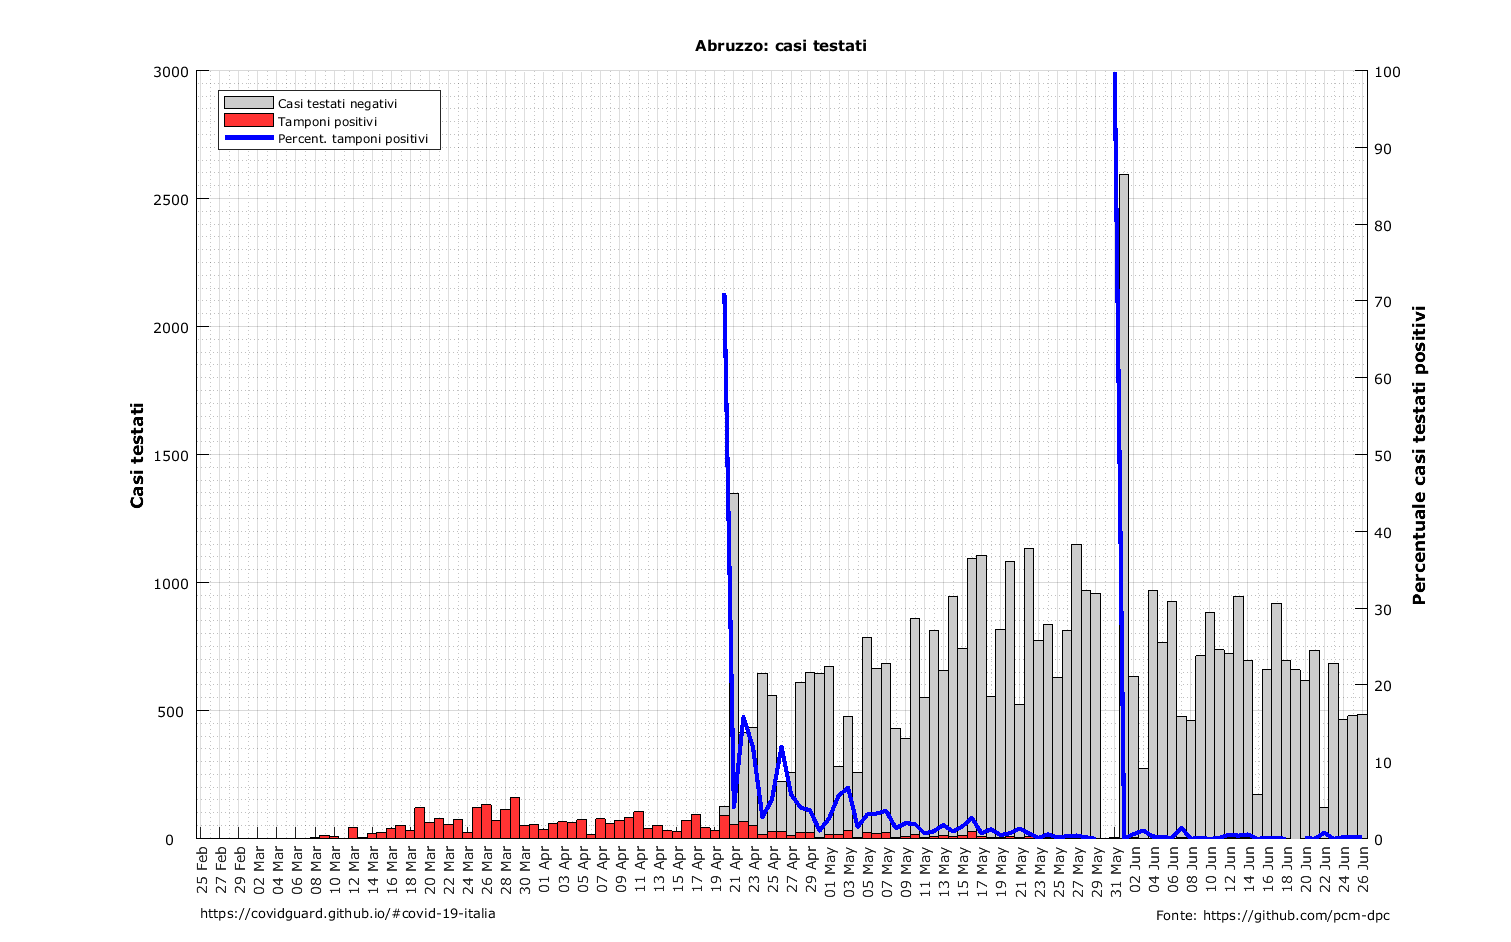 Abruzzo: casi testati
Casi testati negativi
Tamponi positivi
Percent. tamponi positivi
Casi testati
3000
2500
2000
1500
1000
500
0
100
90
80
70
60
50
40
30
20
10
0
Percentuale casi testati positivi
25 Feb
27 Feb
29 Feb
02 Mar
04 Mar
06 Mar
08 Mar
10 Mar
12 Mar
14 Mar
16 Mar
18 Mar
20 Mar
22 Mar
24 Mar
26 Mar
28 Mar
30 Mar
01 Apr
03 Apr
05 Apr
07 Apr
09 Apr
11 Apr
13 Apr
15 Apr
17 Apr
19 Apr
21 Apr
23 Apr
25 Apr
27 Apr
29 Apr
01 May
03 May
05 May
07 May
09 May
11 May
13 May
15 May
17 May
19 May
21 May
23 May
25 May
27 May
29 May
31 May
02 Jun
04 Jun
06 Jun
08 Jun
10 Jun
12 Jun
14 Jun
16 Jun
18 Jun
20 Jun
22 Jun
24 Jun
26 Jun
https://covidguard.github.io/#covid-19-italia
Fonte: https://github.com/pcm-dpc